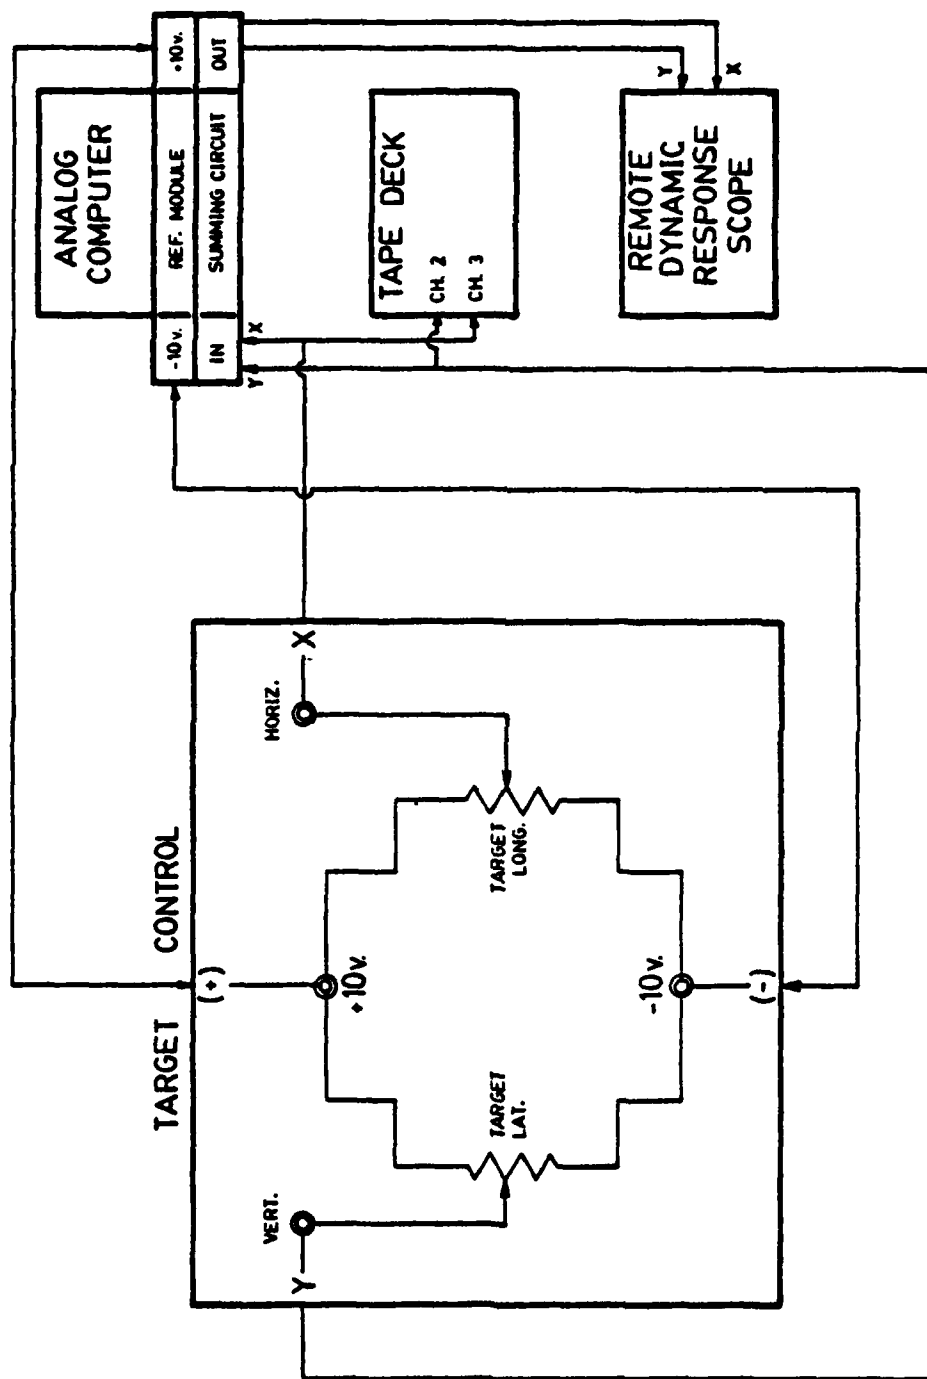 TARGET CONTROL
(+)
+10v.
VERT.
HORIZ.
Y
X
TARGET
LAT.
TARGET
LONG.
-10v.
(-)
ANALOG
COMPUTER
-10v.
REF. MODULE
+10v.
IN
SUMMING CIRCUIT
OUT
Y
X
TAPE DECK
CH. 2
CH. 3
Y
X
REMOTE
DYNAMIC
RESPONSE
SCOPE